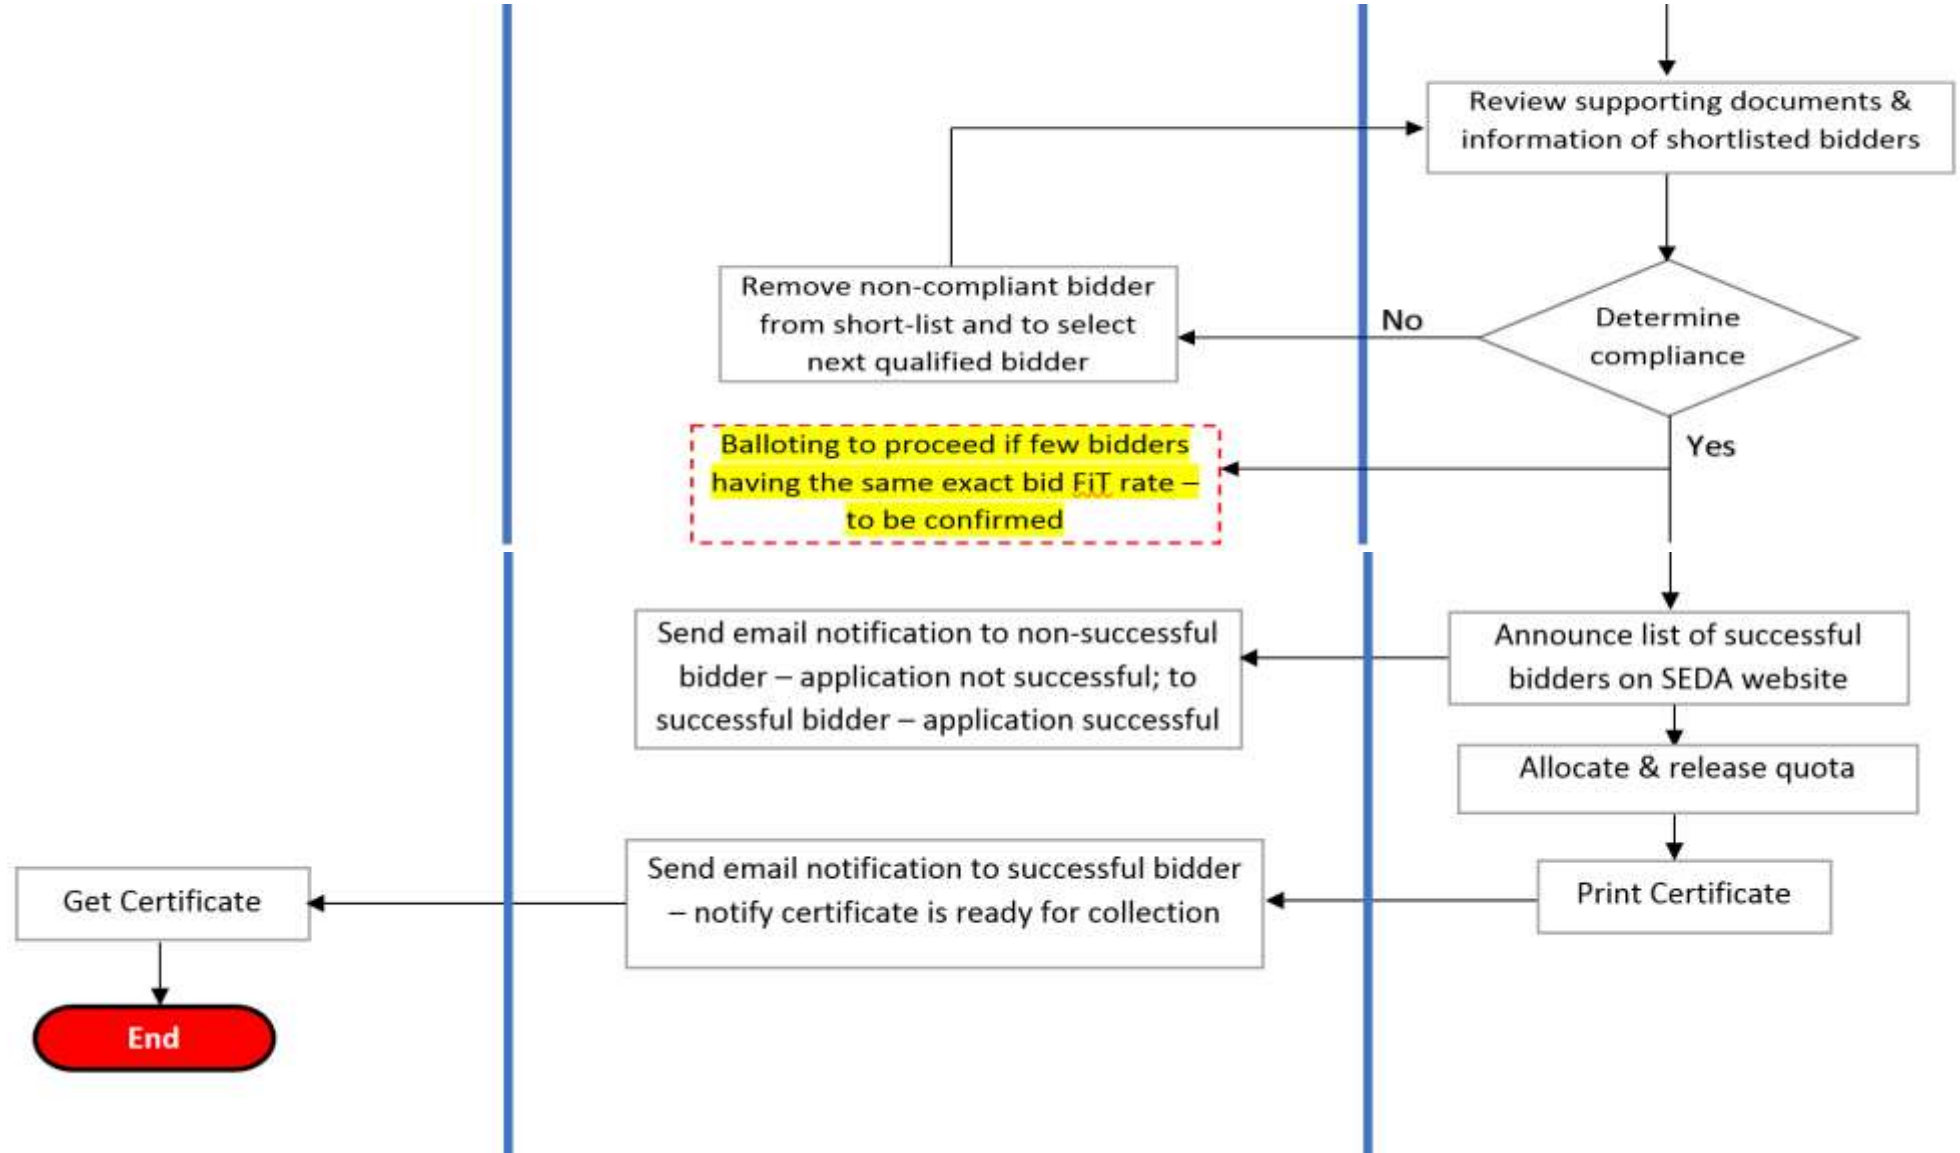 Review supporting documents &
information of shortlisted bidders
Remove non-compliant bidder
from short-list and to select
next qualified bidder
No
Determine
compliance
Yes
Balloting to proceed if few bidders
having the same exact bid FiT rate –
to be confirmed
Send email notification to non-successful
bidder – application not successful; to
successful bidder – application successful
Announce list of successful
bidders on SEDA website
Allocate & release quota
Get Certificate
Send email notification to successful bidder
– notify certificate is ready for collection
Print Certificate
End